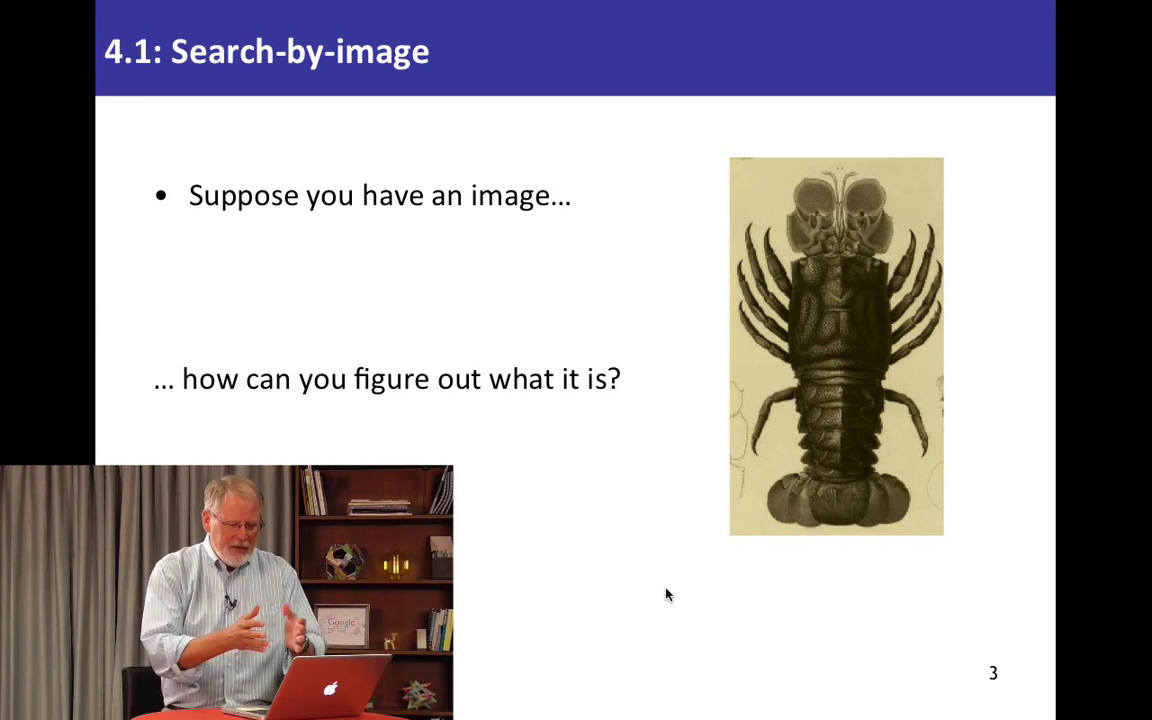 4.1: Search-by-image
• Suppose you have an image...
... how can you figure out what it is?
Google
3